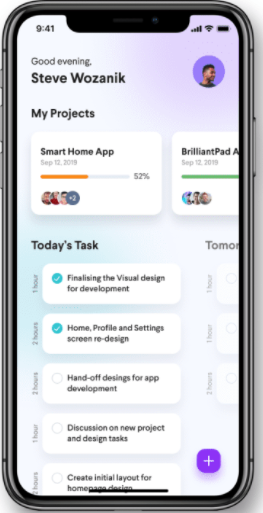 9:41
Good evening,
Steve Wozanik
My Projects
Smart Home App
Sep 12, 2019
52%
+2
BrilliantPad A
Sep 12, 2019
Today's Task
Tomor
1 hour
Finalising the Visual design
for development
1 hour
2 hours
Home, Profile and Settings
screen re-design
2 hours
2 hours
Hand-off desings for app
development
2 hours
1 hour
Discussion on new project
and design tasks
1 hour
2 hours
Create initial layout for
homepage design